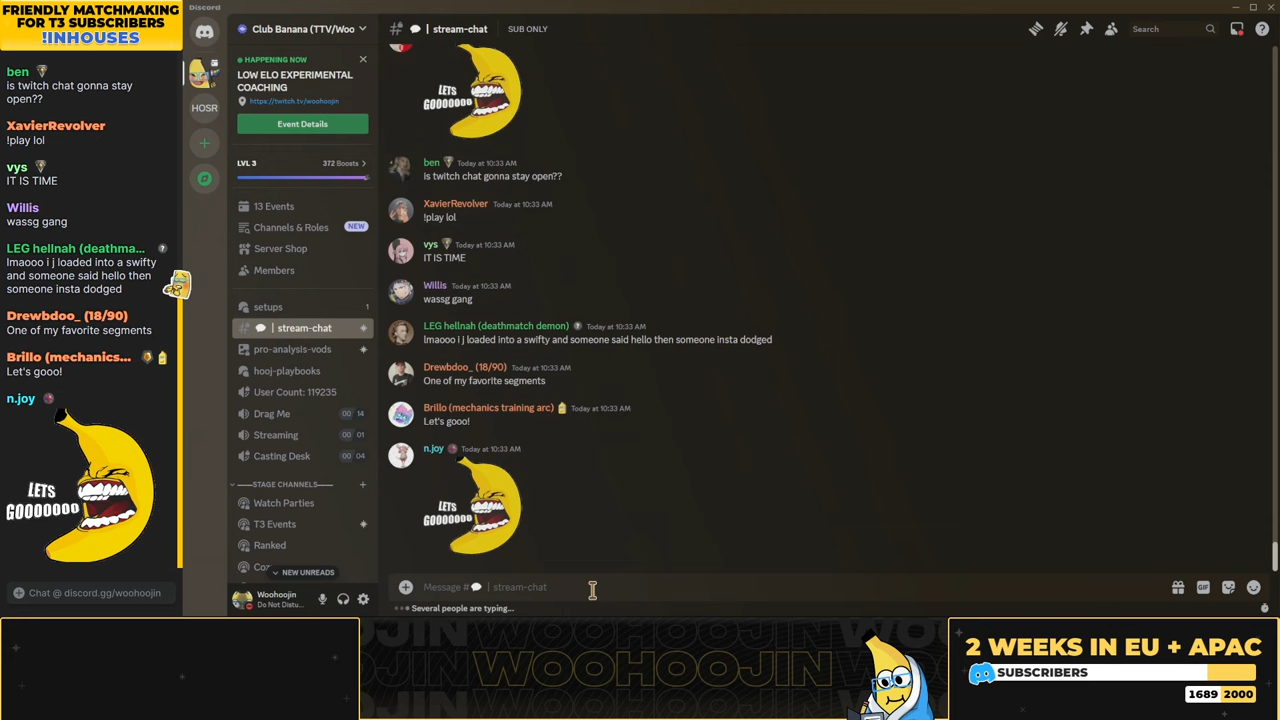 FRIENDLY MATCHMAKING
FOR T3 SUBSCRIBERS
!INHOUSES
ben
is twitch chat gonna stay
open??
XavierRevolver
!play lol
vys
IT IS TIME
Willis
wassg gang
LEG hellnah (deathma...
lmaooo i j loaded into a swifty
and someone said hello then
someone insta dodged
Drewbdoo_ (18/90)
One of my favorite segments
Brillo (mechanics...
Let's gooo!
n.joy
LETS
GOOOOOOO
Chat @ discord.gg/woohoojin
Discord
HOSR
Club Banana (TTV/Woo
HAPPENING NOW
LOW ELO EXPERIMENTAL
COACHING
https://twitch.tv/woohoojin
Event Details
LVL 3
372 Boosts
13 Events
Channels & Roles
NEW
Server Shop
Members
setups
1
stream-chat
pro-analysis-vods
hooj-playbooks
User Count: 119235
Drag Me
00 14
Streaming
00 01
Casting Desk
00 04
STAGE CHANNELS
Watch Parties
T3 Events
Ranked
NEW UNREADS
Woohoojin
Do Not Distu...
stream-chat
SUB ONLY
Search
LETS
GOOOOOOO
ben Today at 10:33 AM
is twitch chat gonna stay open??
XavierRevolver Today at 10:33 AM
!play lol
vys Today at 10:33 AM
IT IS TIME
Willis Today at 10:33 AM
wassg gang
LEG hellnah (deathmatch demon) Today at 10:33 AM
lmaooo i j loaded into a swifty and someone said hello then someone insta dodged
Drewbdoo_ (18/90) Today at 10:33 AM
One of my favorite segments
Brillo (mechanics training arc) Today at 10:33 AM
Let's gooo!
n.joy Today at 10:33 AM
LETS
GOOOOOOO
Message # | stream-chat
GIF
Several people are typing...
WOOHOOJIN
2 WEEKS IN EU + APAC
SUBSCRIBERS
1689 2000